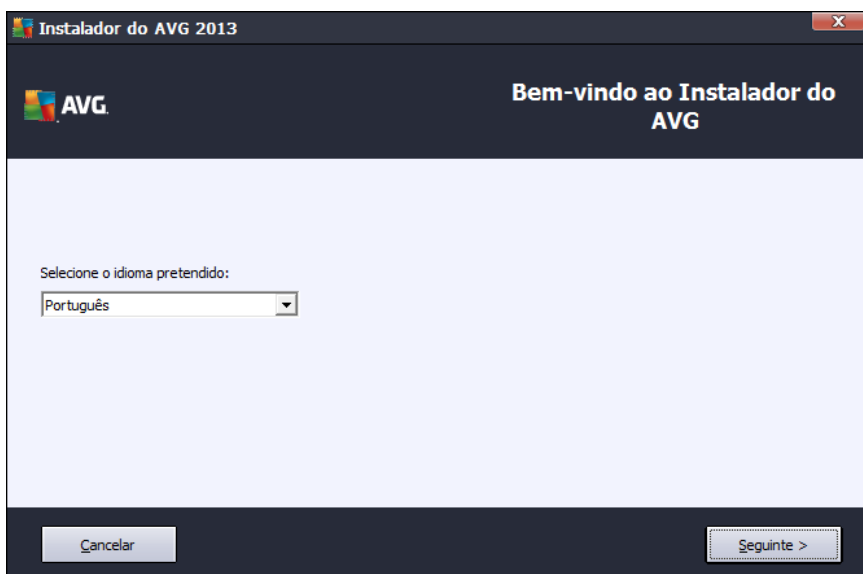 Instalador do AVG 2013
X
AVG.
Bem-vindo ao Instalador do
AVG
Selecione o idioma pretendido:
Português
Cancelar
Seguinte >